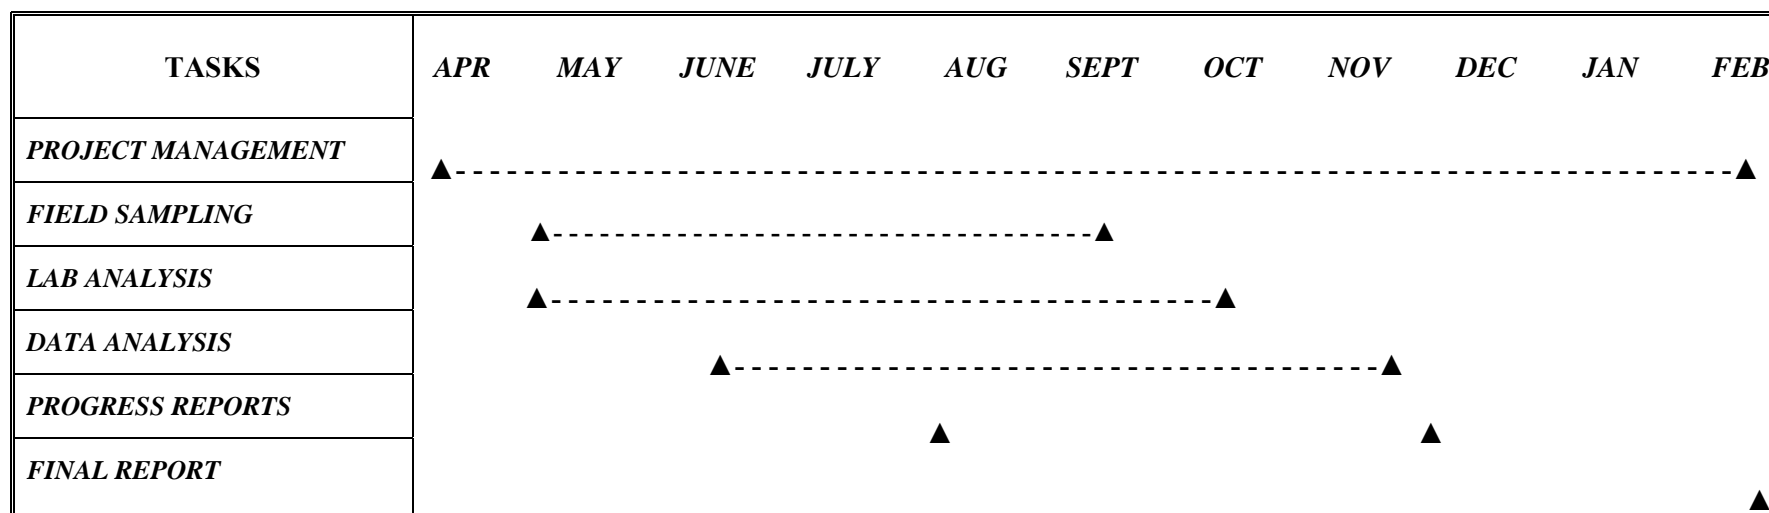 TASKS APR MAY JUNE JULY AUG SEPT OCT NOV DEC JAN FEB
PROJECT MANAGEMENT
▲- - - - - - - - - - - - - - - - - - - - - - - - - - - - - - - - - - - - - - - - - - - - - - - - - - - - - - - - - - - - - - - - - - - - - - - - - - -▲
FIELD SAMPLING
▲- - - - - - - - - - - - - - - - - - - - - - - - - - - - - - - -▲
LAB ANALYSIS
▲- - - - - - - - - - - - - - - - - - - - - - - - - - - - - - - - - - - - - - -▲
DATA ANALYSIS
▲- - - - - - - - - - - - - - - - - - - - - - - - - - - - - - - - - - - - - -▲
PROGRESS REPORTS
▲ ▲
FINAL REPORT
▲